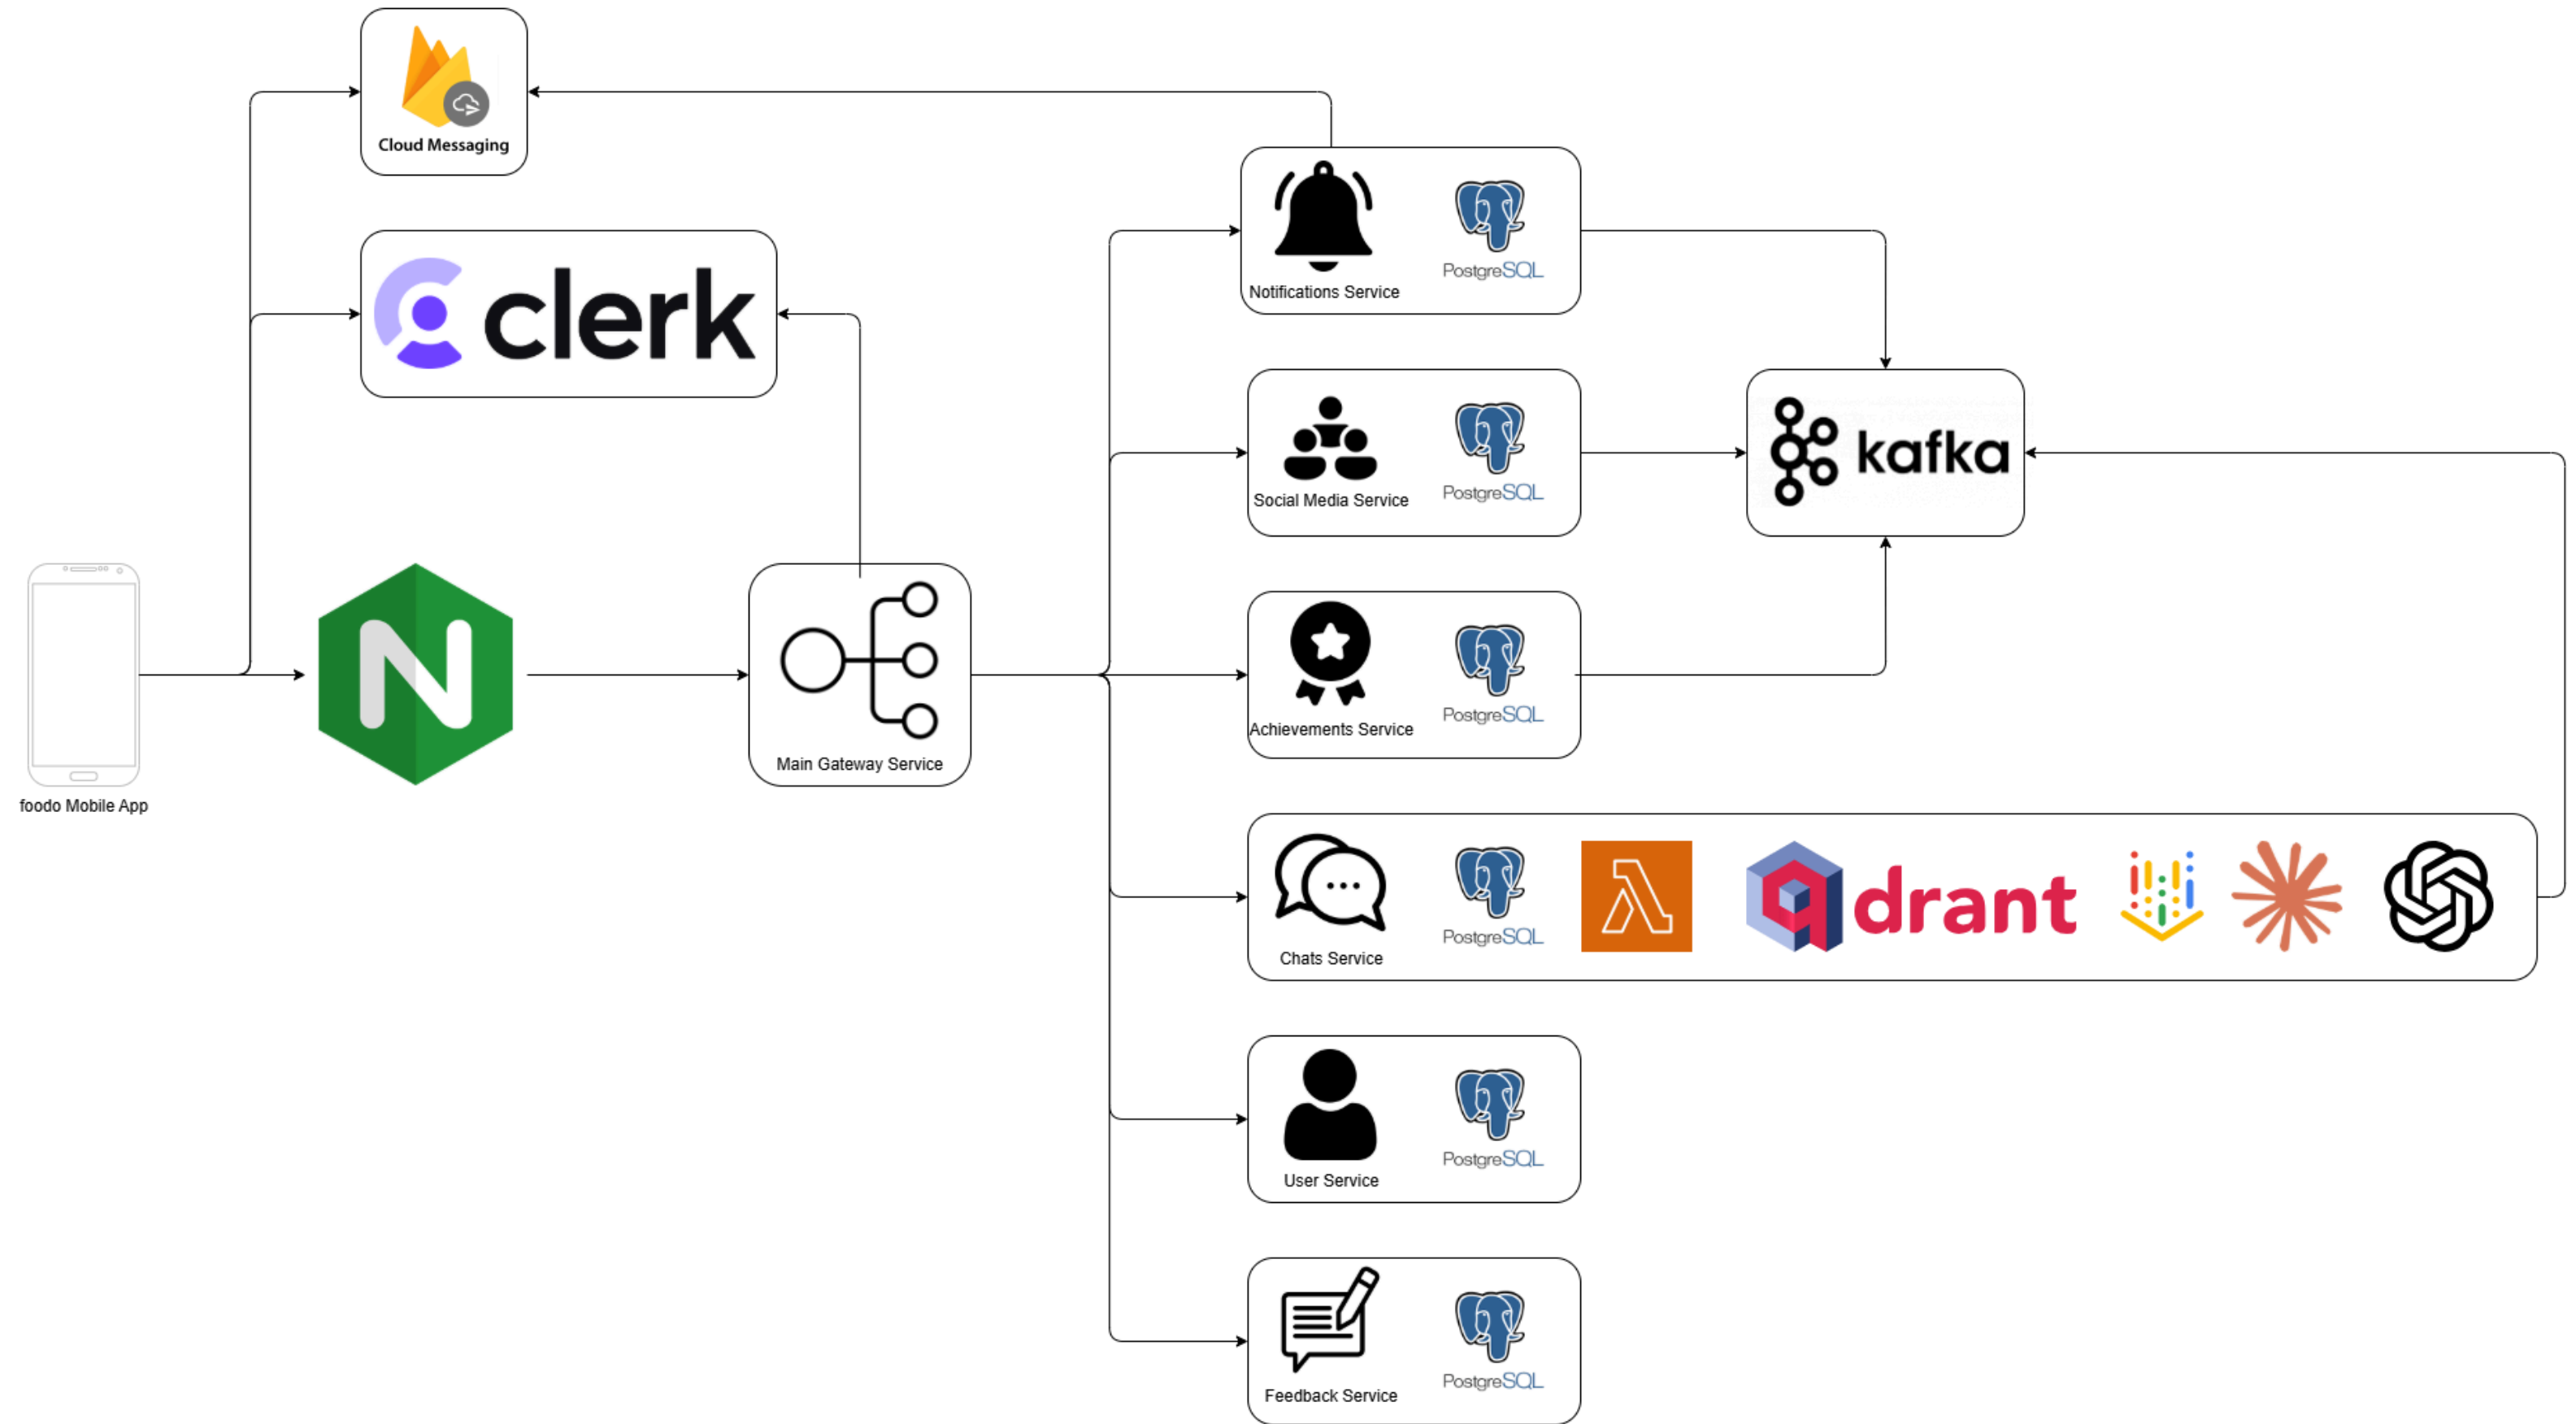 Cloud Messaging
clerk
foodo Mobile App
N
Main Gateway Service
Notifications Service
PostgreSQL
Social Media Service
PostgreSQL
kafka
Achievements Service
PostgreSQL
Chats Service
PostgreSQL
qdrant
User Service
PostgreSQL
Feedback Service
PostgreSQL